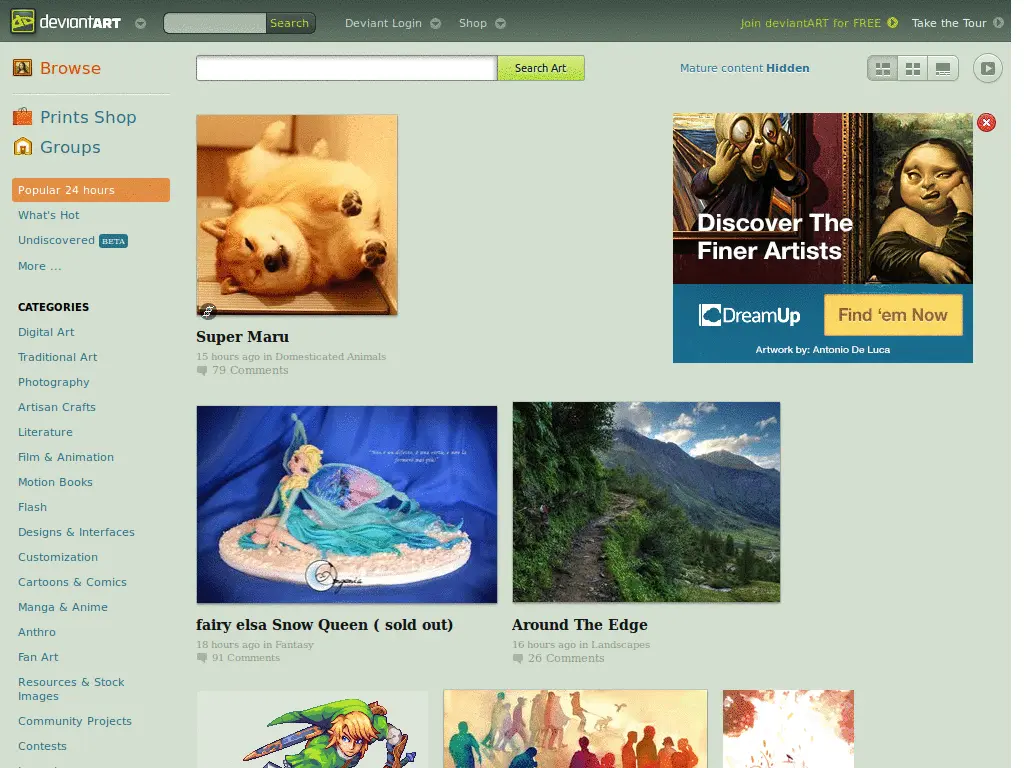 deviantART
Search
Deviant Login
Shop
Join deviantART for FREE
Take the Tour
Browse
Search Art
Mature content Hidden
Prints Shop
Groups
Popular 24 hours
What's Hot
Undiscovered BETA
More ...
CATEGORIES
Digital Art
Traditional Art
Photography
Artisan Crafts
Literature
Film & Animation
Motion Books
Flash
Designs & Interfaces
Customization
Cartoons & Comics
Manga & Anime
Anthro
Fan Art
Resources & Stock
Images
Community Projects
Contests
Super Maru
15 hours ago in Domesticated Animals
79 Comments
Discover The
Finer Artists
DreamUp
Find 'em Now
Artwork by: Antonio De Luca
fairy elsa Snow Queen ( sold out)
18 hours ago in Fantasy
91 Comments
Around The Edge
16 hours ago in Landscapes
26 Comments